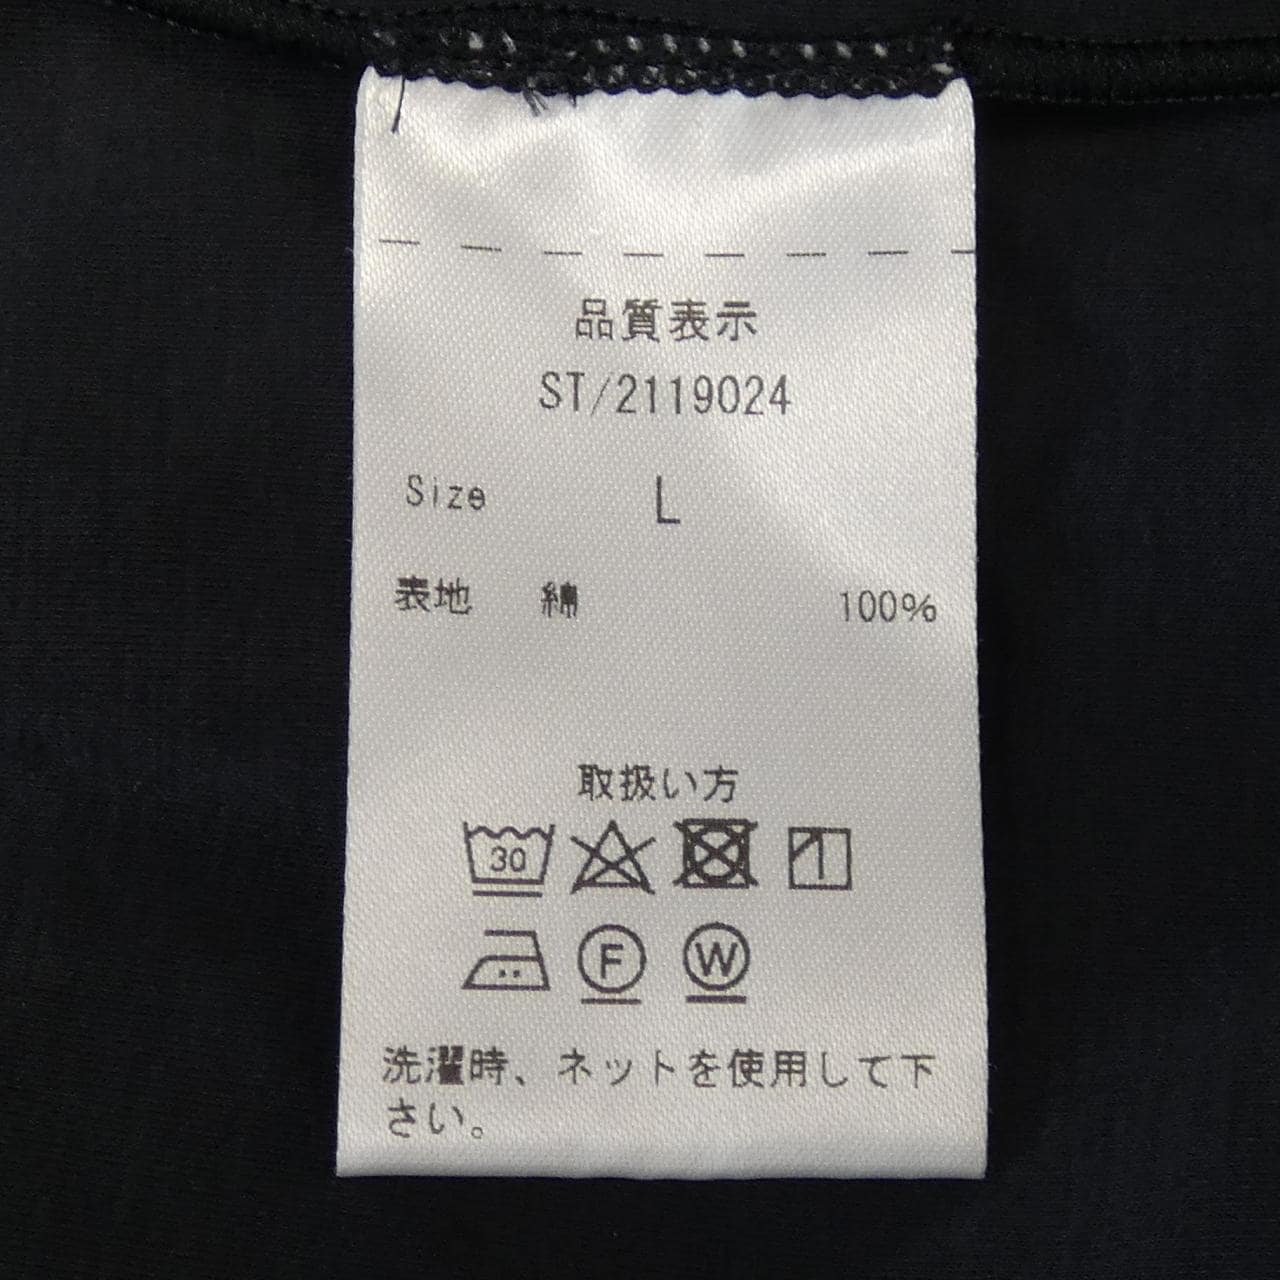 品質表示
ST/2119024
Size L
表地 綿 100%
取扱い方
30
F W
洗濯時、ネットを使用して下
さい。